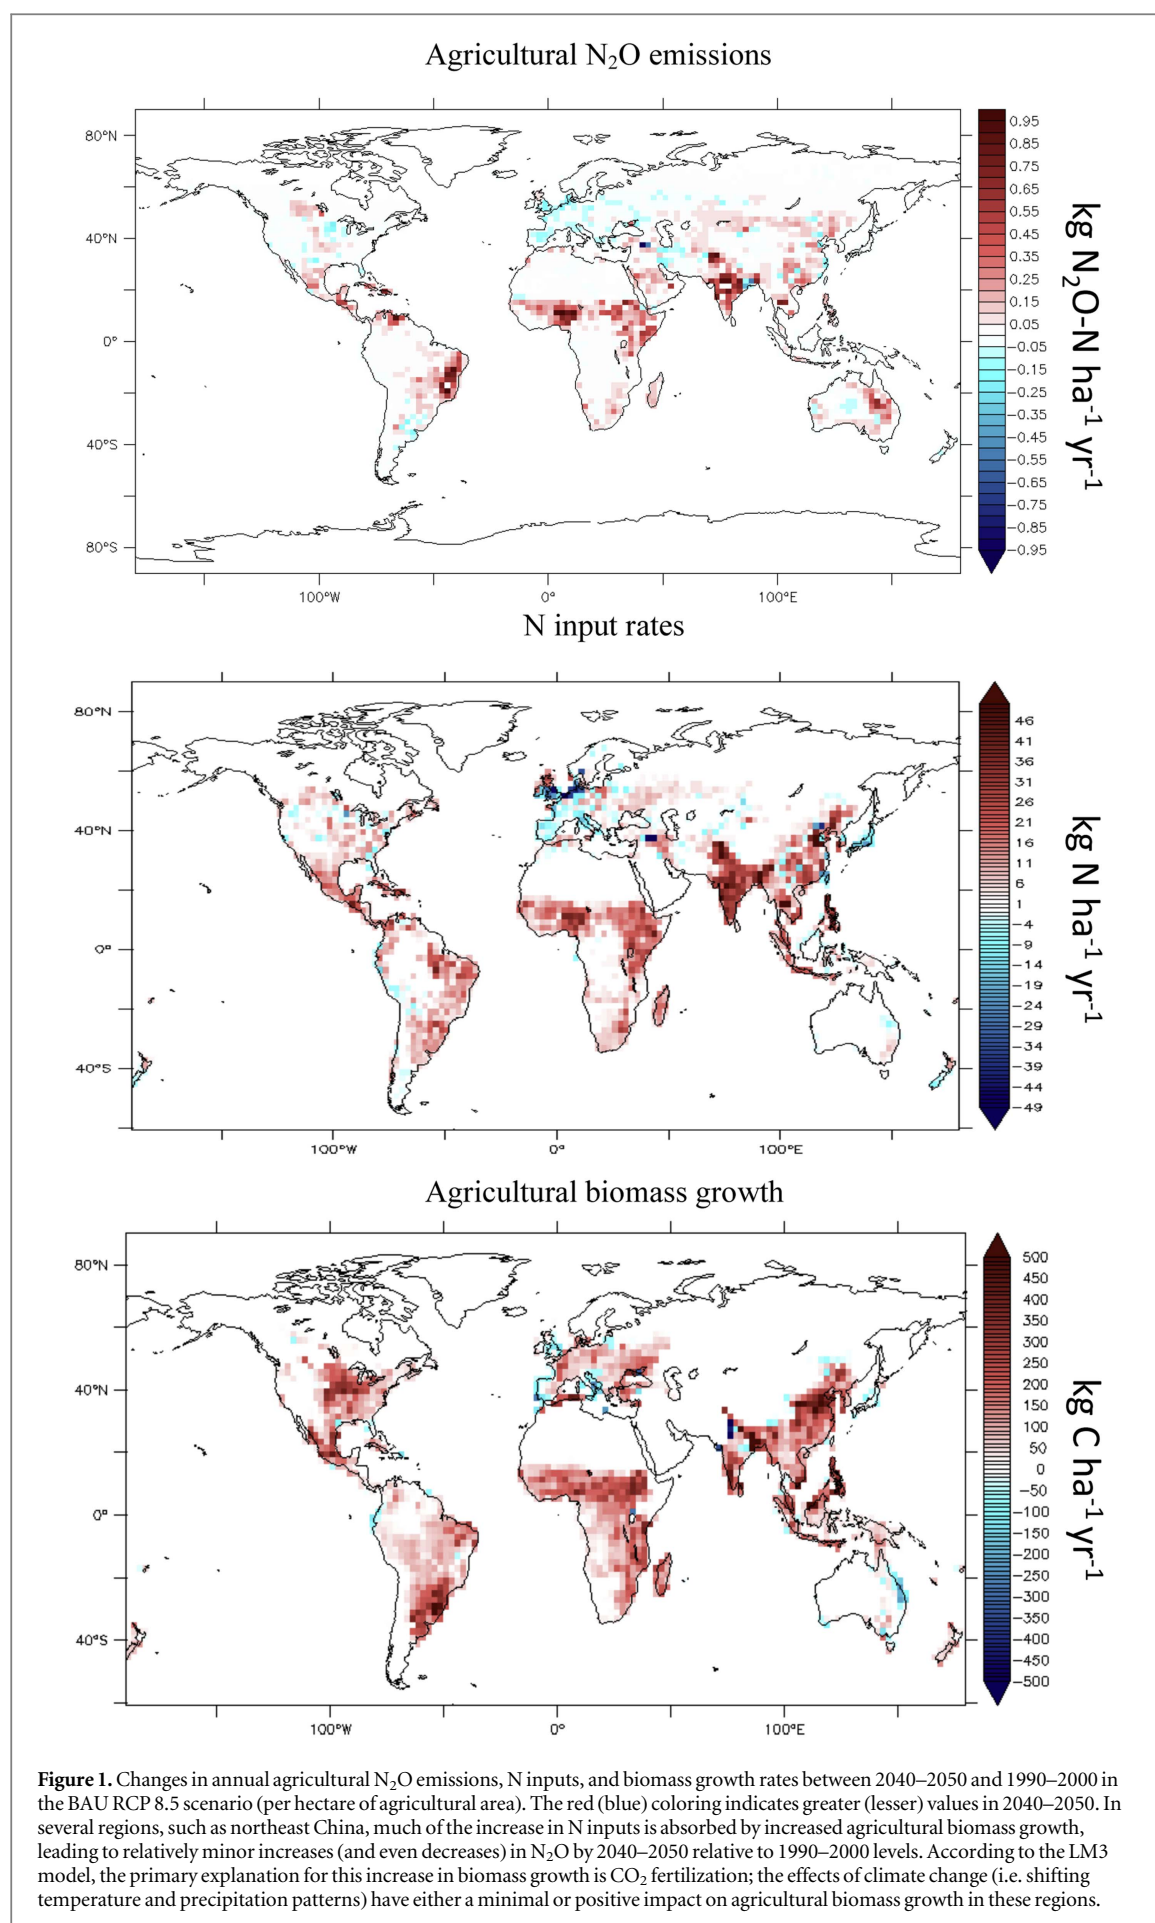 Agricultural N₂O emissions
80°N
40°N
0°
40°S
80°S
100°W
0°
100°E
0.95
0.85
0.75
0.65
0.55
0.45
0.35
0.25
0.15
0.05
−0.05
−0.15
−0.25
−0.35
−0.45
−0.55
−0.65
−0.75
−0.85
−0.95
kg N₂O-N ha⁻¹ yr⁻¹
N input rates
80°N
40°N
0°
40°S
100°W
0°
100°E
46
41
36
31
26
21
16
11
6
1
−4
−9
−14
−19
−24
−29
−34
−39
−44
−49
kg N ha⁻¹ yr⁻¹
Agricultural biomass growth
80°N
40°N
0°
40°S
100°W
0°
100°E
500
450
400
350
300
250
200
150
100
50
0
−50
−100
−150
−200
−250
−300
−350
−400
−450
−500
kg C ha⁻¹ yr⁻¹
Figure 1. Changes in annual agricultural N₂O emissions, N inputs, and biomass growth rates between 2040–2050 and 1990–2000 in
the BAU RCP 8.5 scenario (per hectare of agricultural area). The red (blue) coloring indicates greater (lesser) values in 2040–2050. In
several regions, such as northeast China, much of the increase in N inputs is absorbed by increased agricultural biomass growth,
leading to relatively minor increases (and even decreases) in N₂O by 2040–2050 relative to 1990–2000 levels. According to the LM3
model, the primary explanation for this increase in biomass growth is CO₂ fertilization; the effects of climate change (i.e. shifting
temperature and precipitation patterns) have either a minimal or positive impact on agricultural biomass growth in these regions.